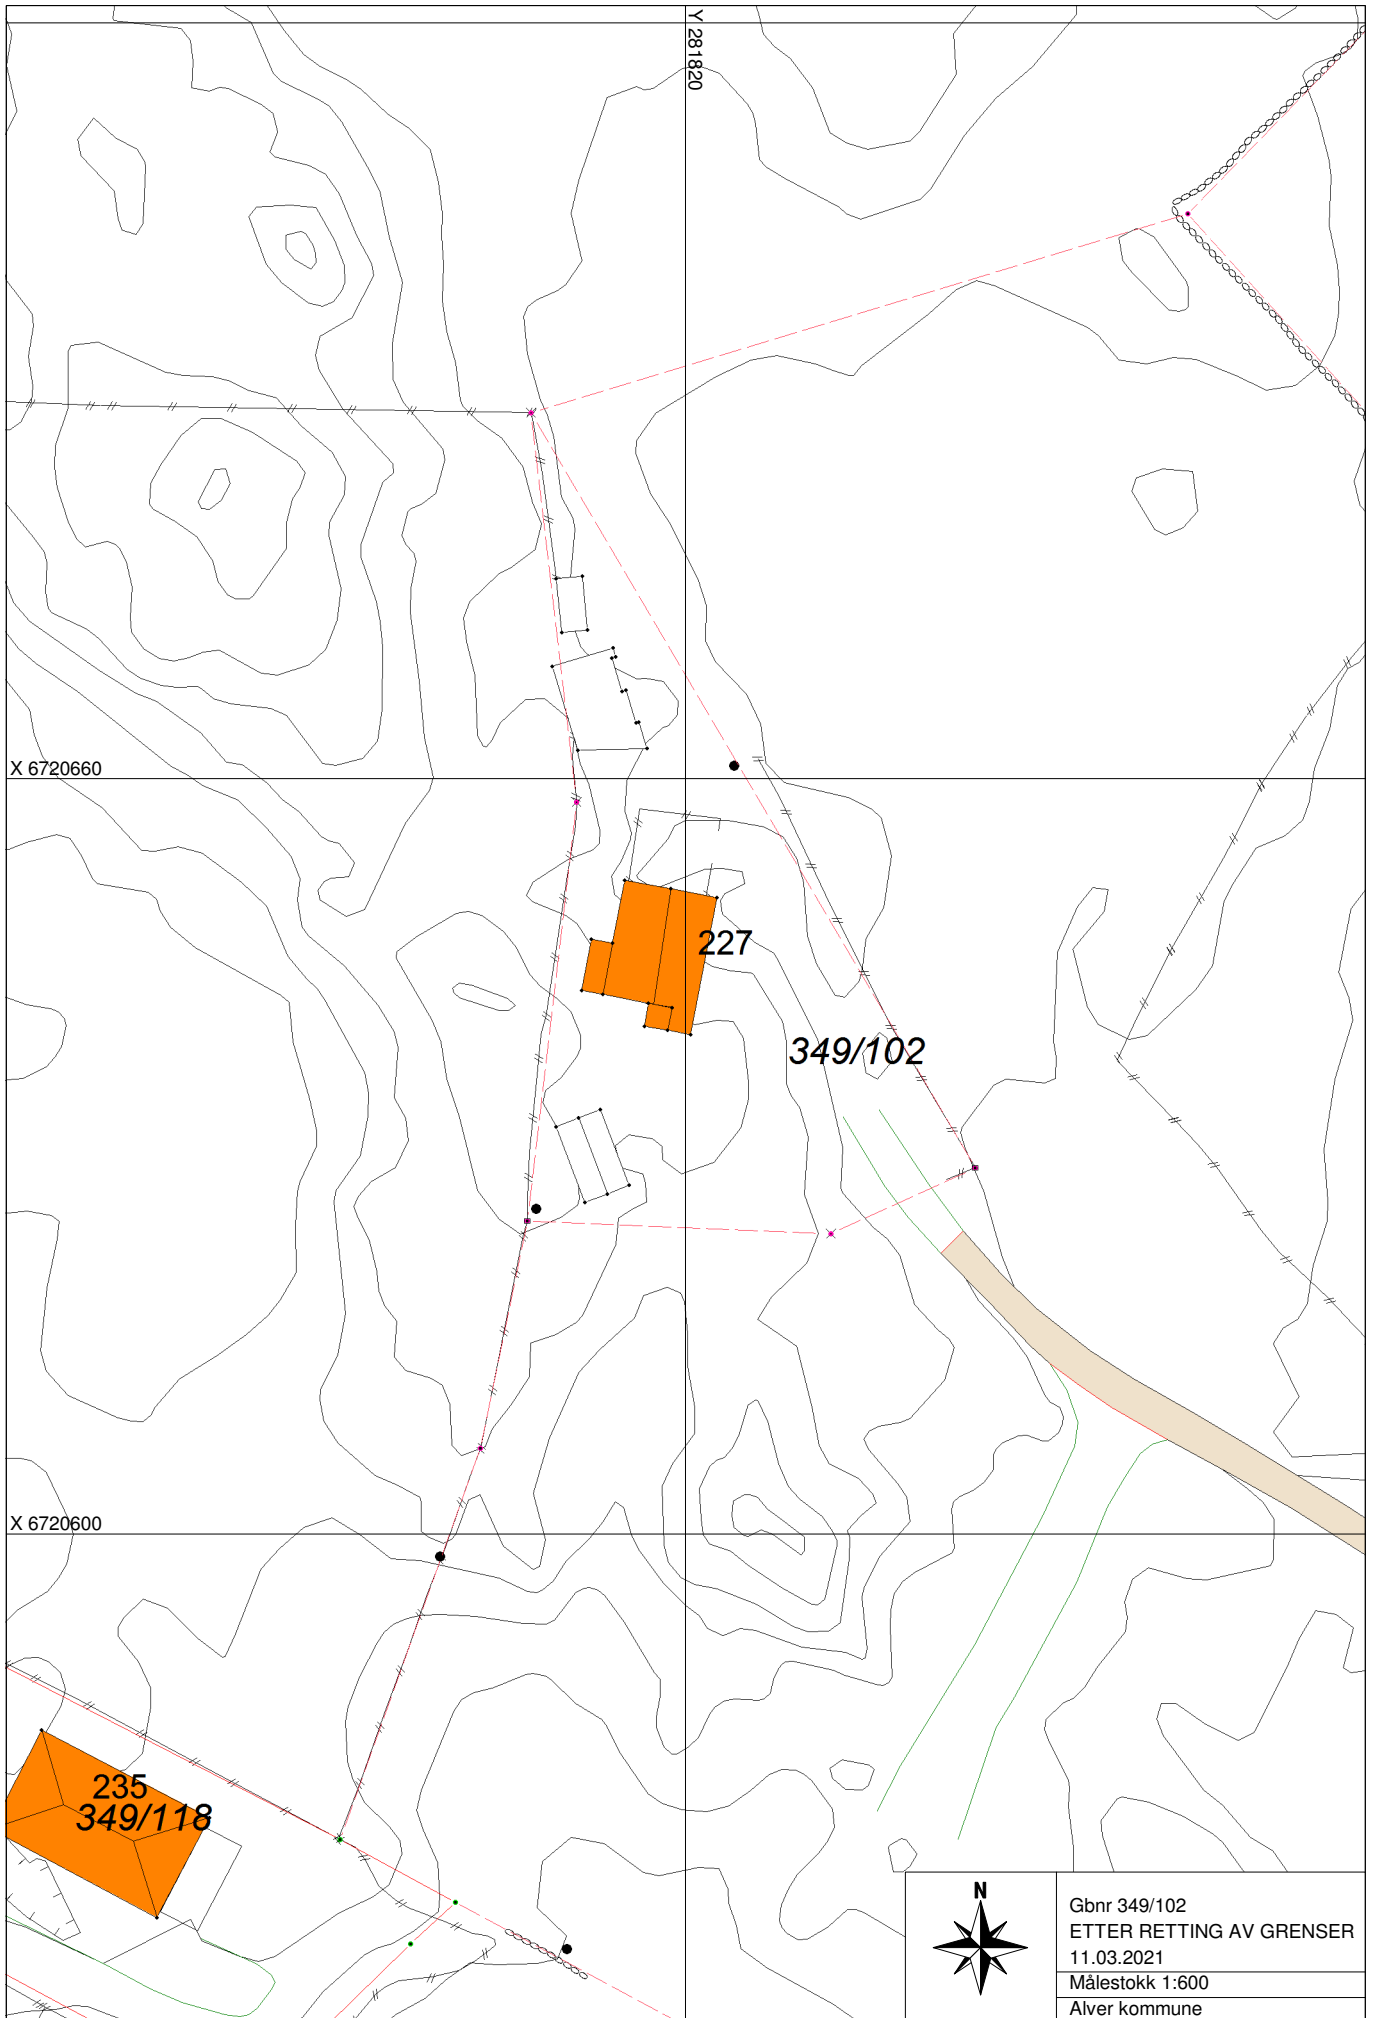 Y 281820
X 6720660
227
349/102
X 6720600
235
349/118
N
Gbnr 349/102
ETTER RETTING AV GRENSER
11.03.2021
Målestokk 1:600
Alver kommune